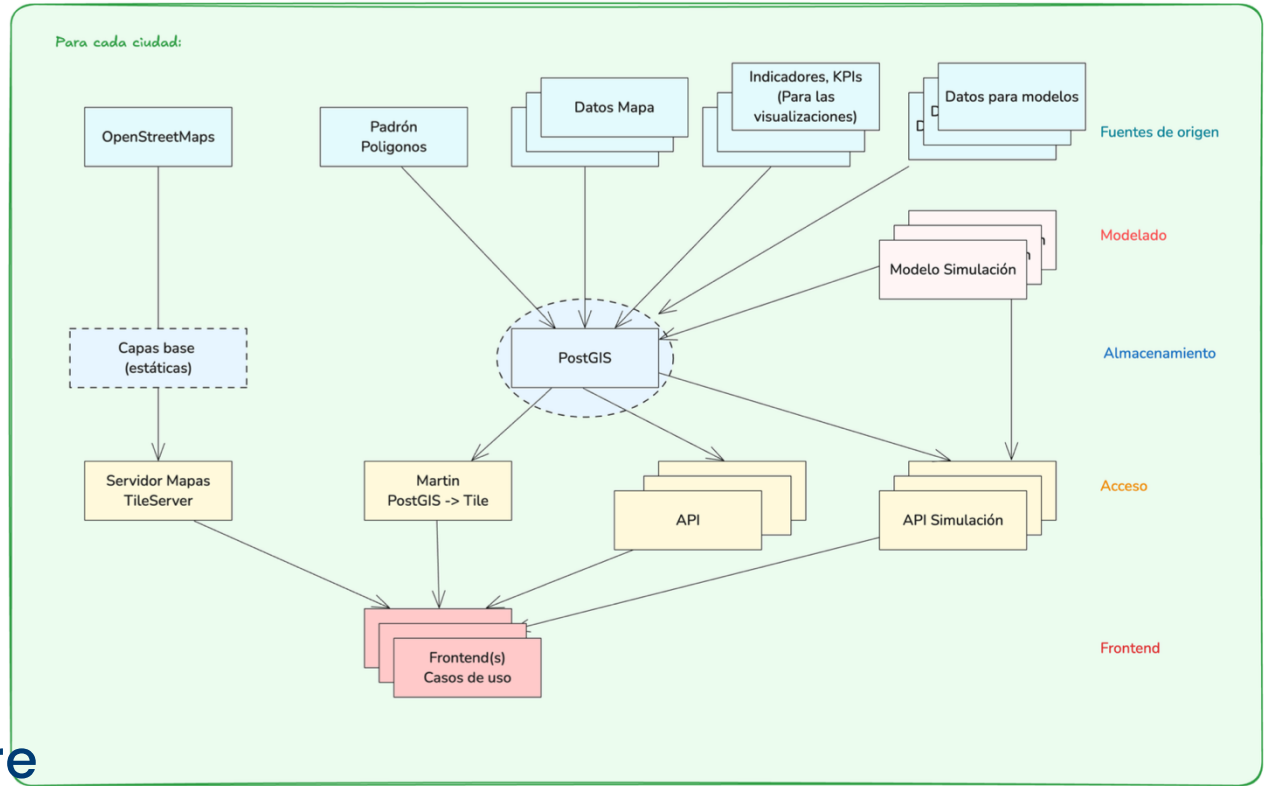 Para cada ciudad:
OpenStreetMaps
Padrón
Poligonos
Datos Mapa
Indicadores, KPIs
(Para las
visualizaciones)
Datos para modelos
Fuentes de origen
Modelado
Modelo Simulación
Capas base
(estáticas)
PostGIS
Almacenamiento
Servidor Mapas
TileServer
Martin
PostGIS -> Tile
API
API Simulación
Acceso
Frontend(s)
Casos de uso
Frontend